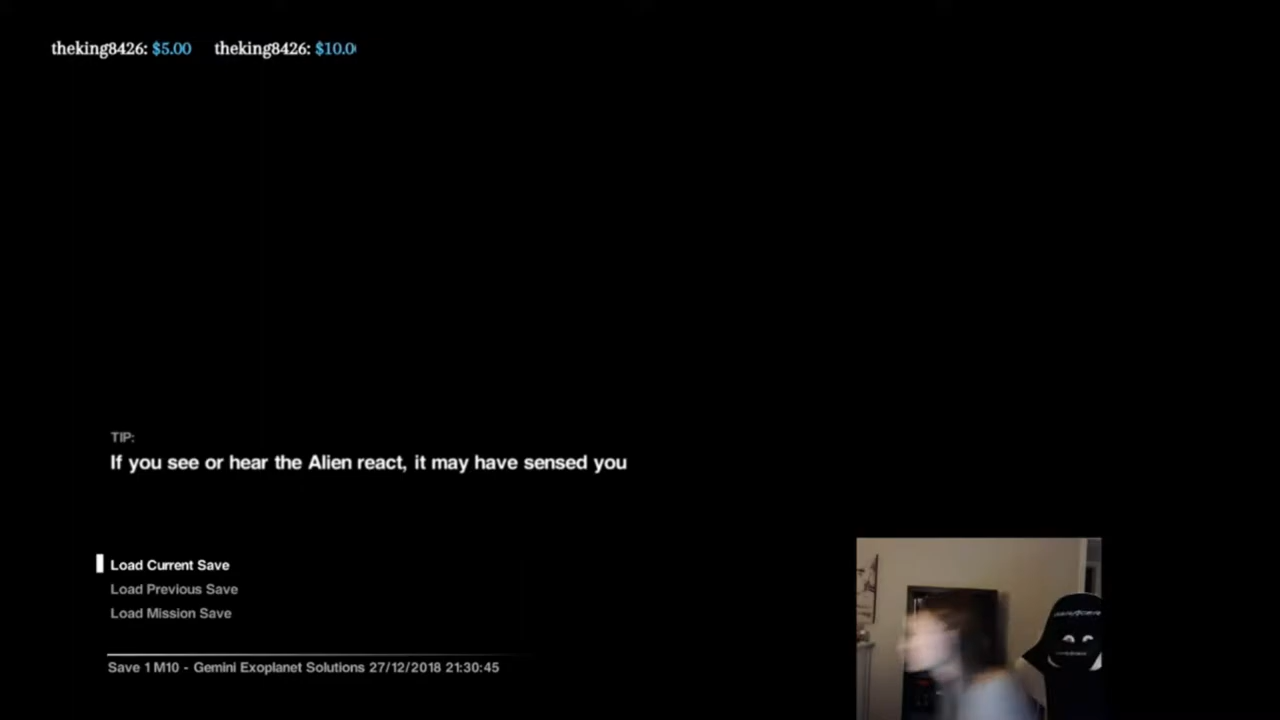 theking8426: $5.00 theking8426: $10.0
TIP:
If you see or hear the Alien react, it may have sensed you
Load Current Save
Load Previous Save
Load Mission Save
Save 1 M10 - Gemini Exoplanet Solutions 27/12/2018 21:30:45